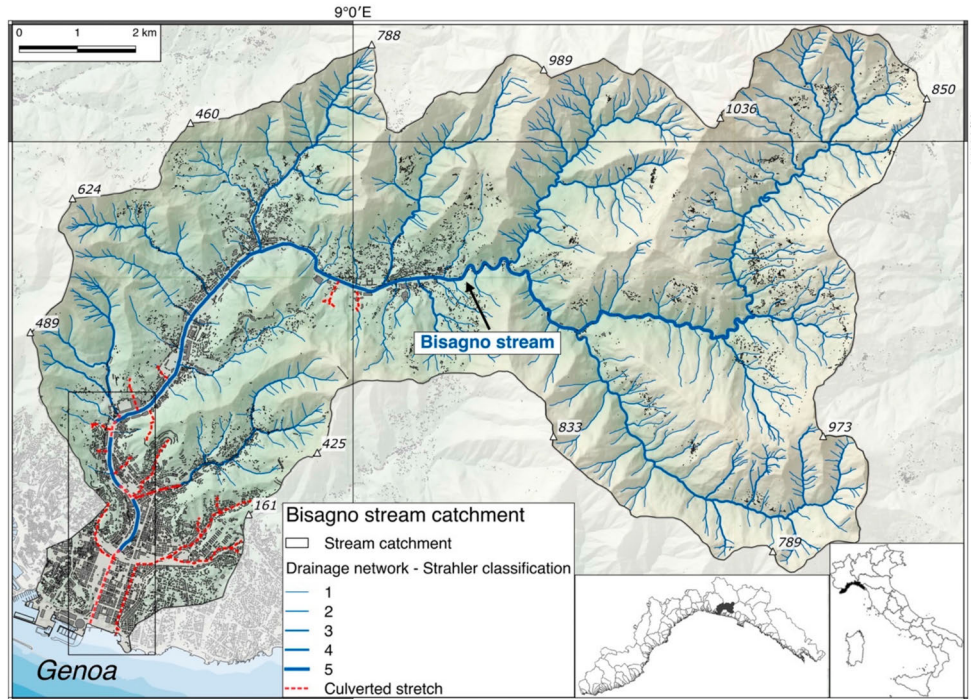 9°0′E
0 1 2 km
788
989
850
1036
460
624
489
Bisagno stream
833
973
425
161
789
Bisagno stream catchment
Stream catchment
Drainage network - Strahler classification
1
2
3
4
5
Culverted stretch
Genoa